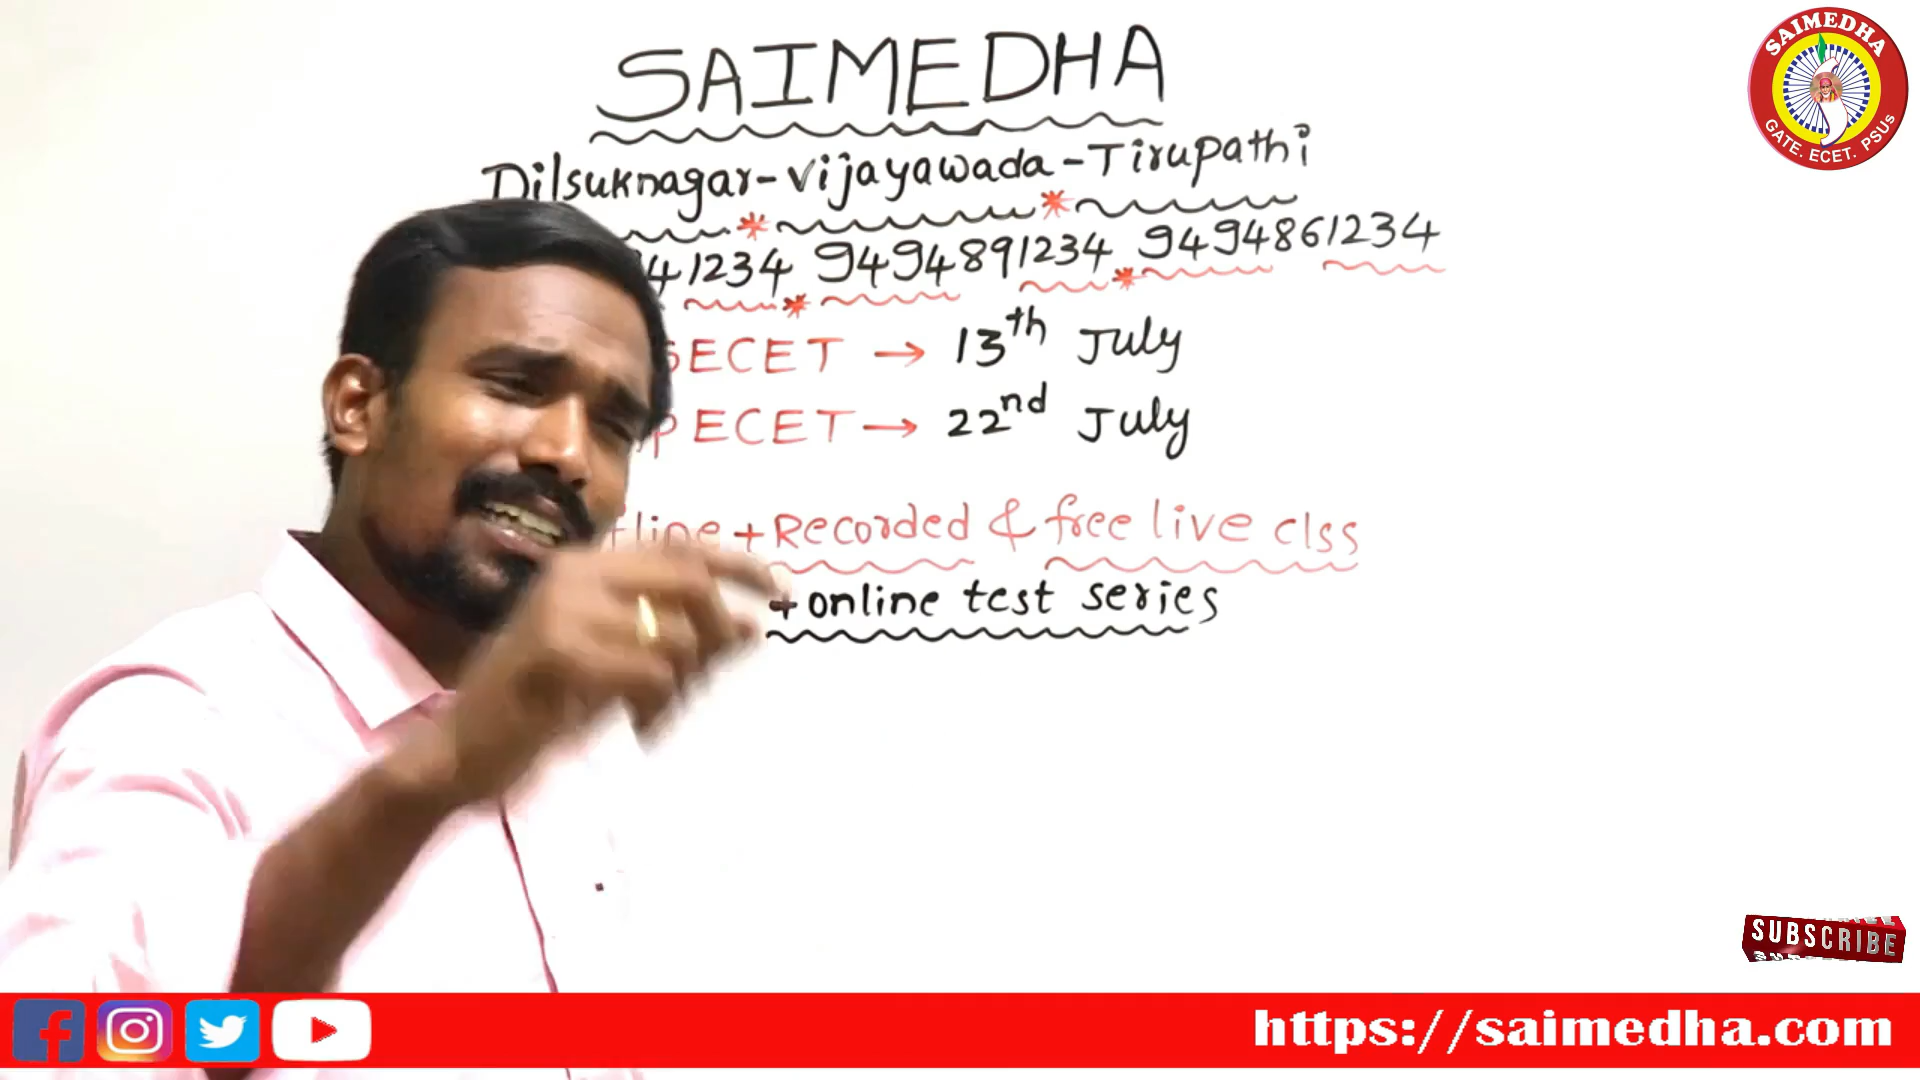 SAIMEDHA
Dilsuknagar-Vijayawada-Tirupathi
41234 9494891234 9494861234
ECET → 13th July
ECET → 22nd July
+Recorded & free live clss
+online test series
SAIMEDHA
GATE. ECET. PSUs
SUBSCRIBE
https://saimedha.com